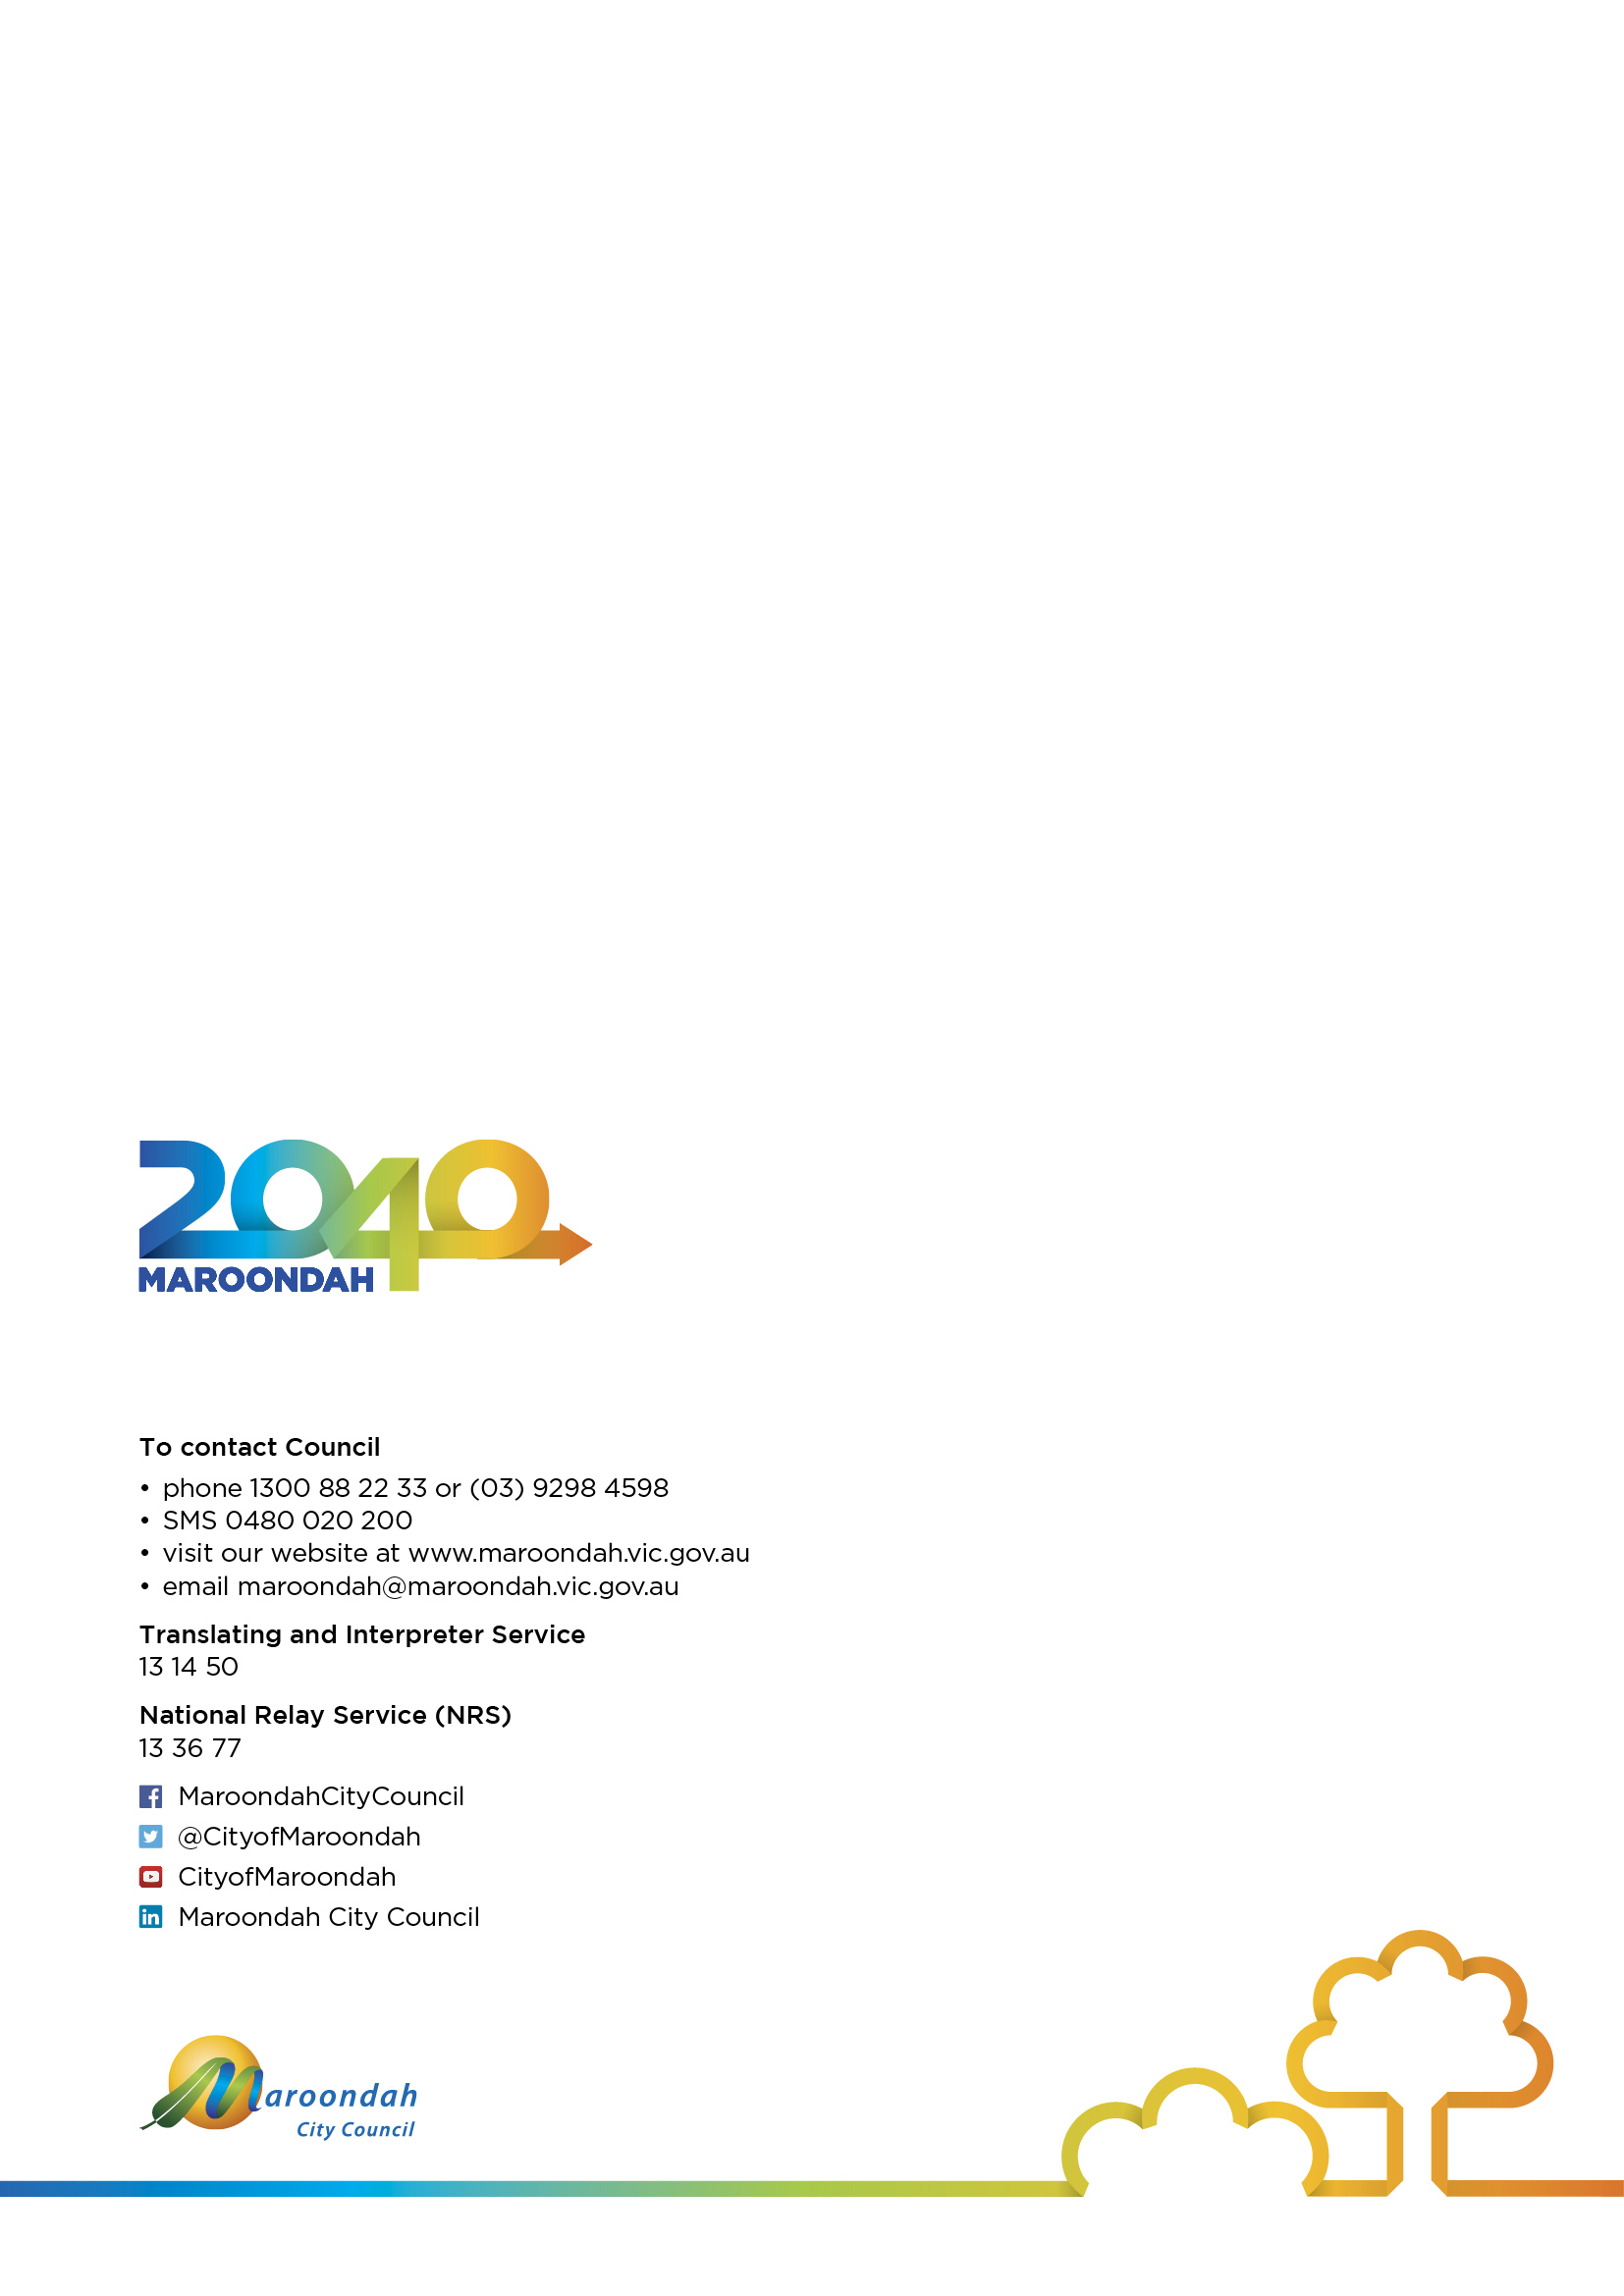 2040
MAROONDAH
To contact Council
• phone 1300 88 22 33 or (03) 9298 4598
• SMS 0480 020 200
• visit our website at www.maroondah.vic.gov.au
• email maroondah@maroondah.vic.gov.au
Translating and Interpreter Service
13 14 50
National Relay Service (NRS)
13 36 77
MaroondahCityCouncil
@CityofMaroondah
CityofMaroondah
Maroondah City Council
Maroondah
City Council